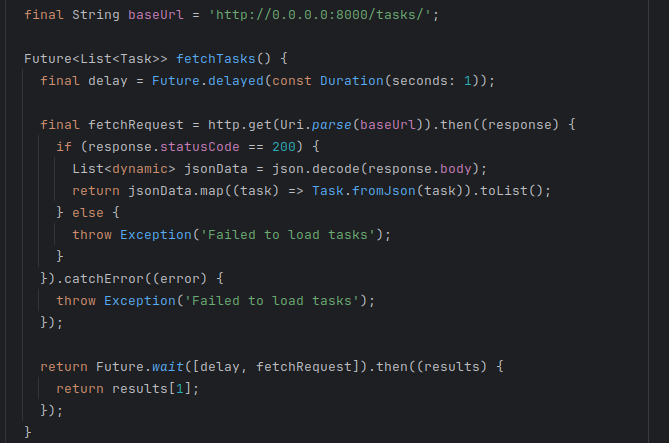 final String baseUrl = 'http://0.0.0.0:8000/tasks/';

Future<List<Task>> fetchTasks() {
  final delay = Future.delayed(const Duration(seconds: 1));

  final fetchRequest = http.get(Uri.parse(baseUrl)).then((response) {
    if (response.statusCode == 200) {
      List<dynamic> jsonData = json.decode(response.body);
      return jsonData.map((task) => Task.fromJson(task)).toList();
    } else {
      throw Exception('Failed to load tasks');
    }
  }).catchError((error) {
    throw Exception('Failed to load tasks');
  });

  return Future.wait([delay, fetchRequest]).then((results) {
    return results[1];
  });
}